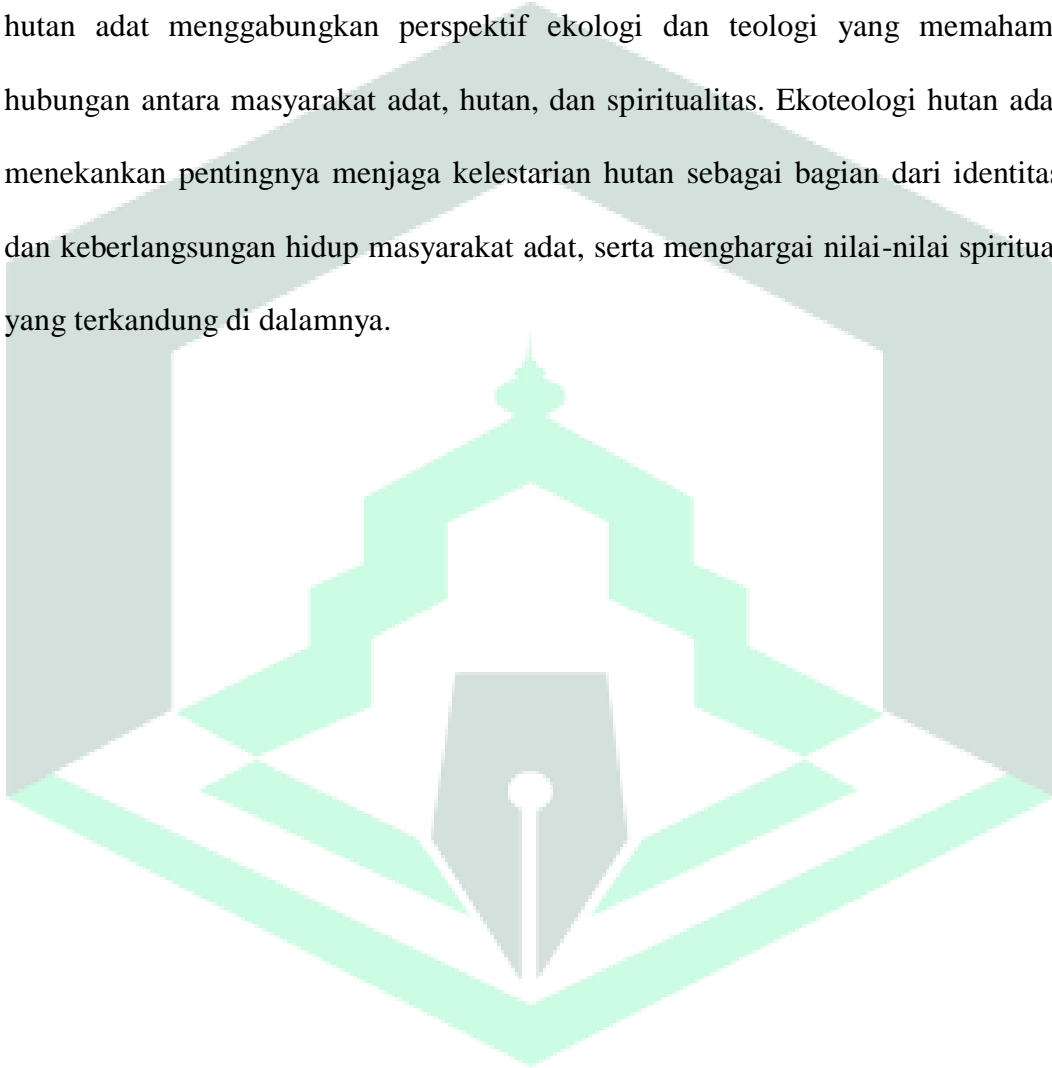 hutan adat menggabungkan perspektif ekologi dan teologi yang memaham
hubungan antara masyarakat adat, hutan, dan spiritualitas. Ekoteologi hutan ada
menekankan pentingnya menjaga kelestarian hutan sebagai bagian dari identitas
dan keberlangsungan hidup masyarakat adat, serta menghargai nilai-nilai spiritua
yang terkandung di dalamnya.